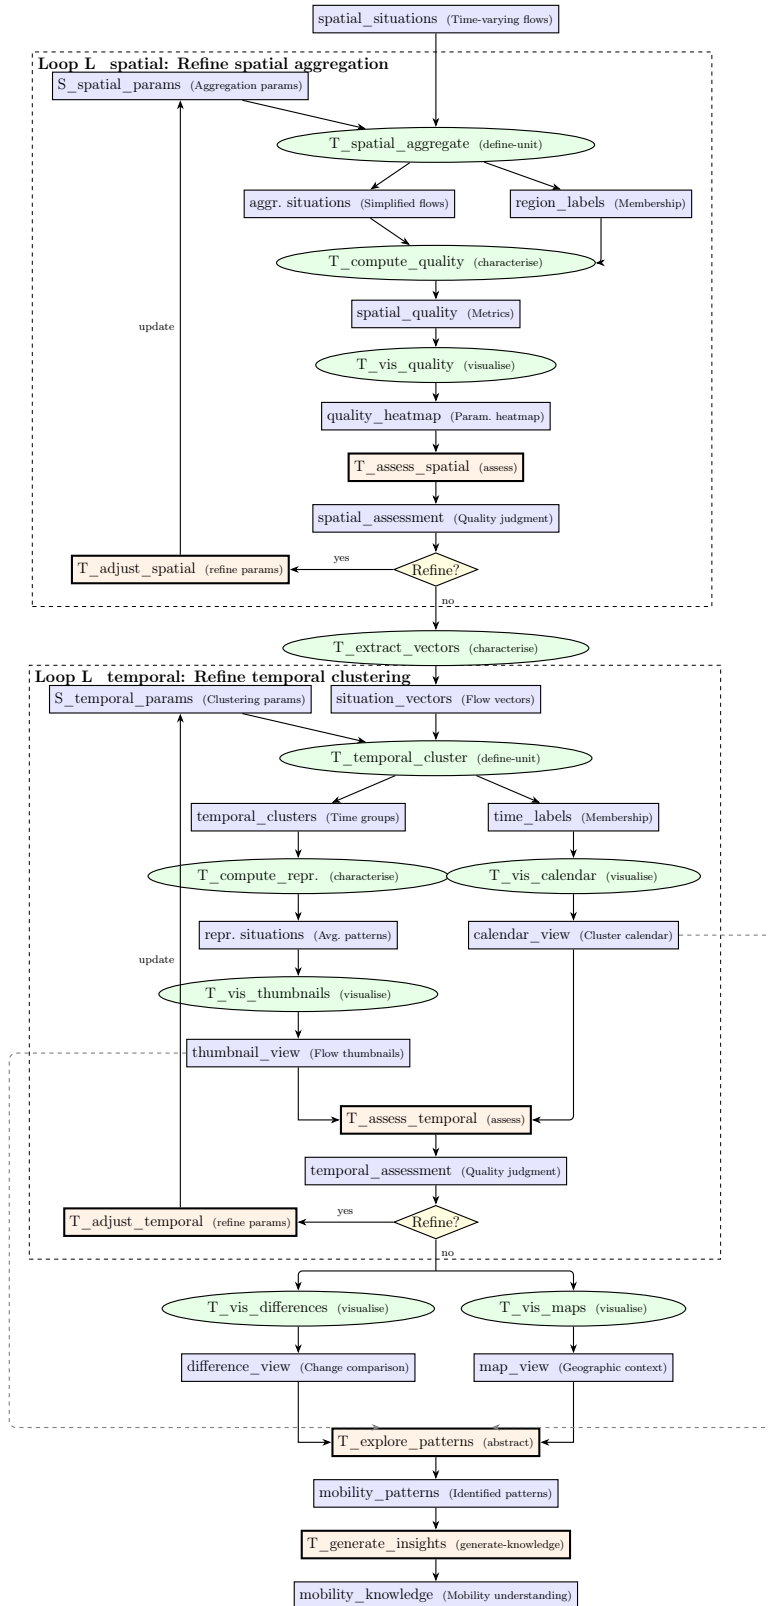 spatial_situations (Time-varying flows)
Loop L_spatial: Refine spatial aggregation
S_spatial_params (Aggregation params)
T_spatial_aggregate (define-unit)
aggr. situations (Simplified flows)
region_labels (Membership)
T_compute_quality (characterise)
spatial_quality (Metrics)
update
T_vis_quality (visualise)
quality_heatmap (Param. heatmap)
T_assess_spatial (assess)
spatial_assessment (Quality judgment)
yes
T_adjust_spatial (refine params)
Refine?
no
T_extract_vectors (characterise)
Loop L_temporal: Refine temporal clustering
S_temporal_params (Clustering params)
situation_vectors (Flow vectors)
T_temporal_cluster (define-unit)
temporal_clusters (Time groups)
time_labels (Membership)
T_compute_repr. (characterise)
T_vis_calendar (visualise)
repr. situations (Avg. patterns)
calendar_view (Cluster calendar)
update
T_vis_thumbnails (visualise)
thumbnail_view (Flow thumbnails)
T_assess_temporal (assess)
temporal_assessment (Quality judgment)
yes
T_adjust_temporal (refine params)
Refine?
no
T_vis_differences (visualise)
T_vis_maps (visualise)
difference_view (Change comparison)
map_view (Geographic context)
T_explore_patterns (abstract)
mobility_patterns (Identified patterns)
T_generate_insights (generate-knowledge)
mobility_knowledge (Mobility understanding)